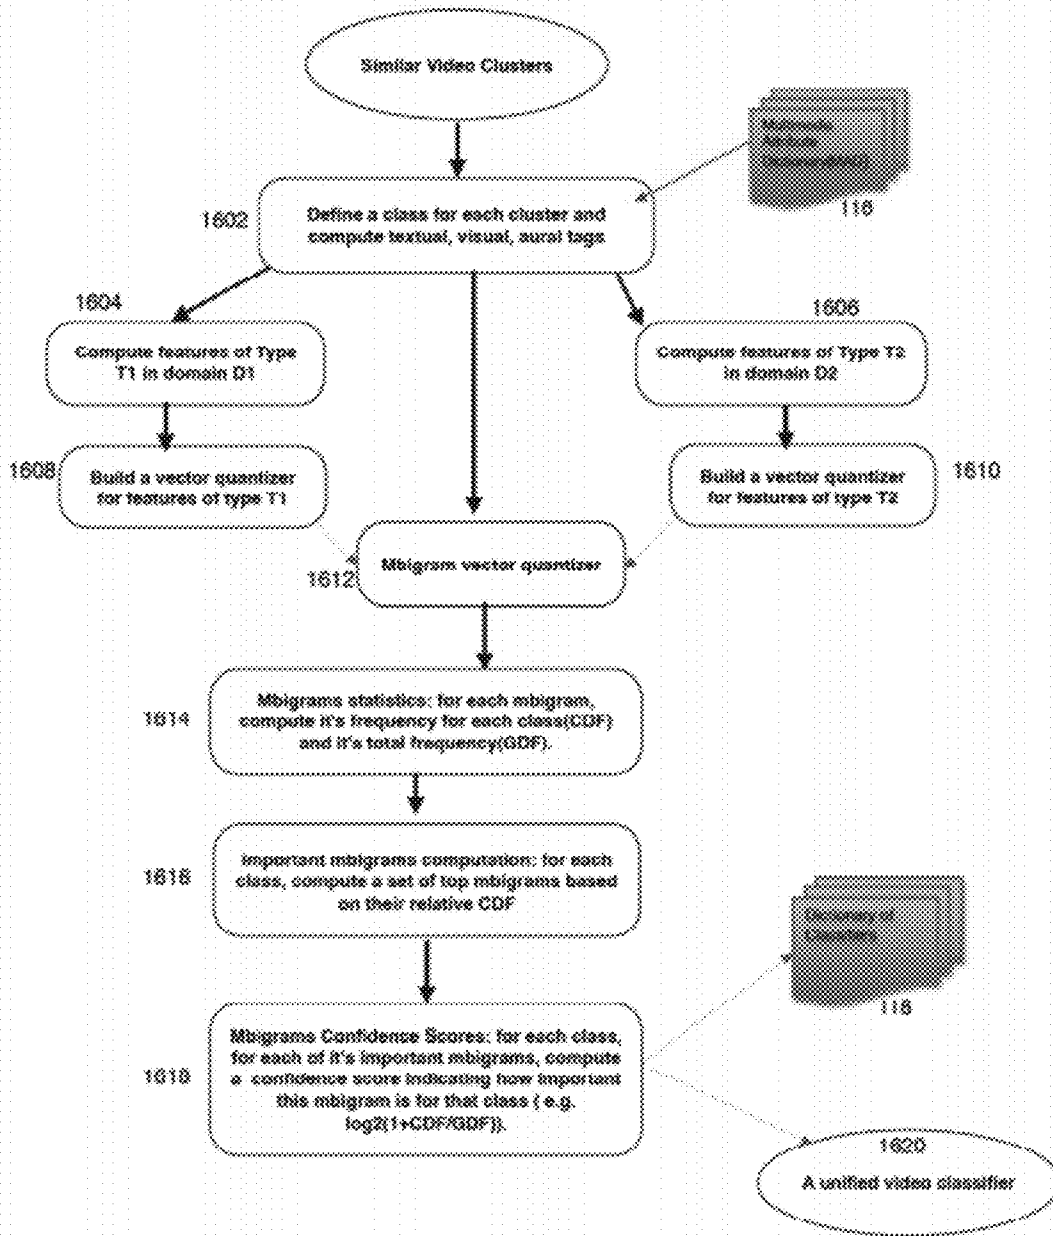 Similar Video Clusters
116
1602
Define a class for each cluster and
compute textual, visual, aural tags
1604
1606
Compute features of Type
T1 in domain D1
Compute features of Type T2
in domain D2
1608
Build a vector quantizer
for features of type T1
Build a vector quantizer
for features of type T2
1610
1612
Mbigram vector quantizer
1614
Mbigrams statistics: for each mbigram,
compute it's frequency for each class(CDF)
and it's total frequency(GDF).
1616
Important mbigrams computation: for each
class, compute a set of top mbigrams based
on their relative CDF
Dictionary of
118
1618
Mbigrams Confidence Scores: for each class,
for each of it's important mbigrams, compute
a confidence score indicating how important
this mbigram is for that class ( e.g.
log2(1+CDF/GDF)).
1620
A unified video classifier